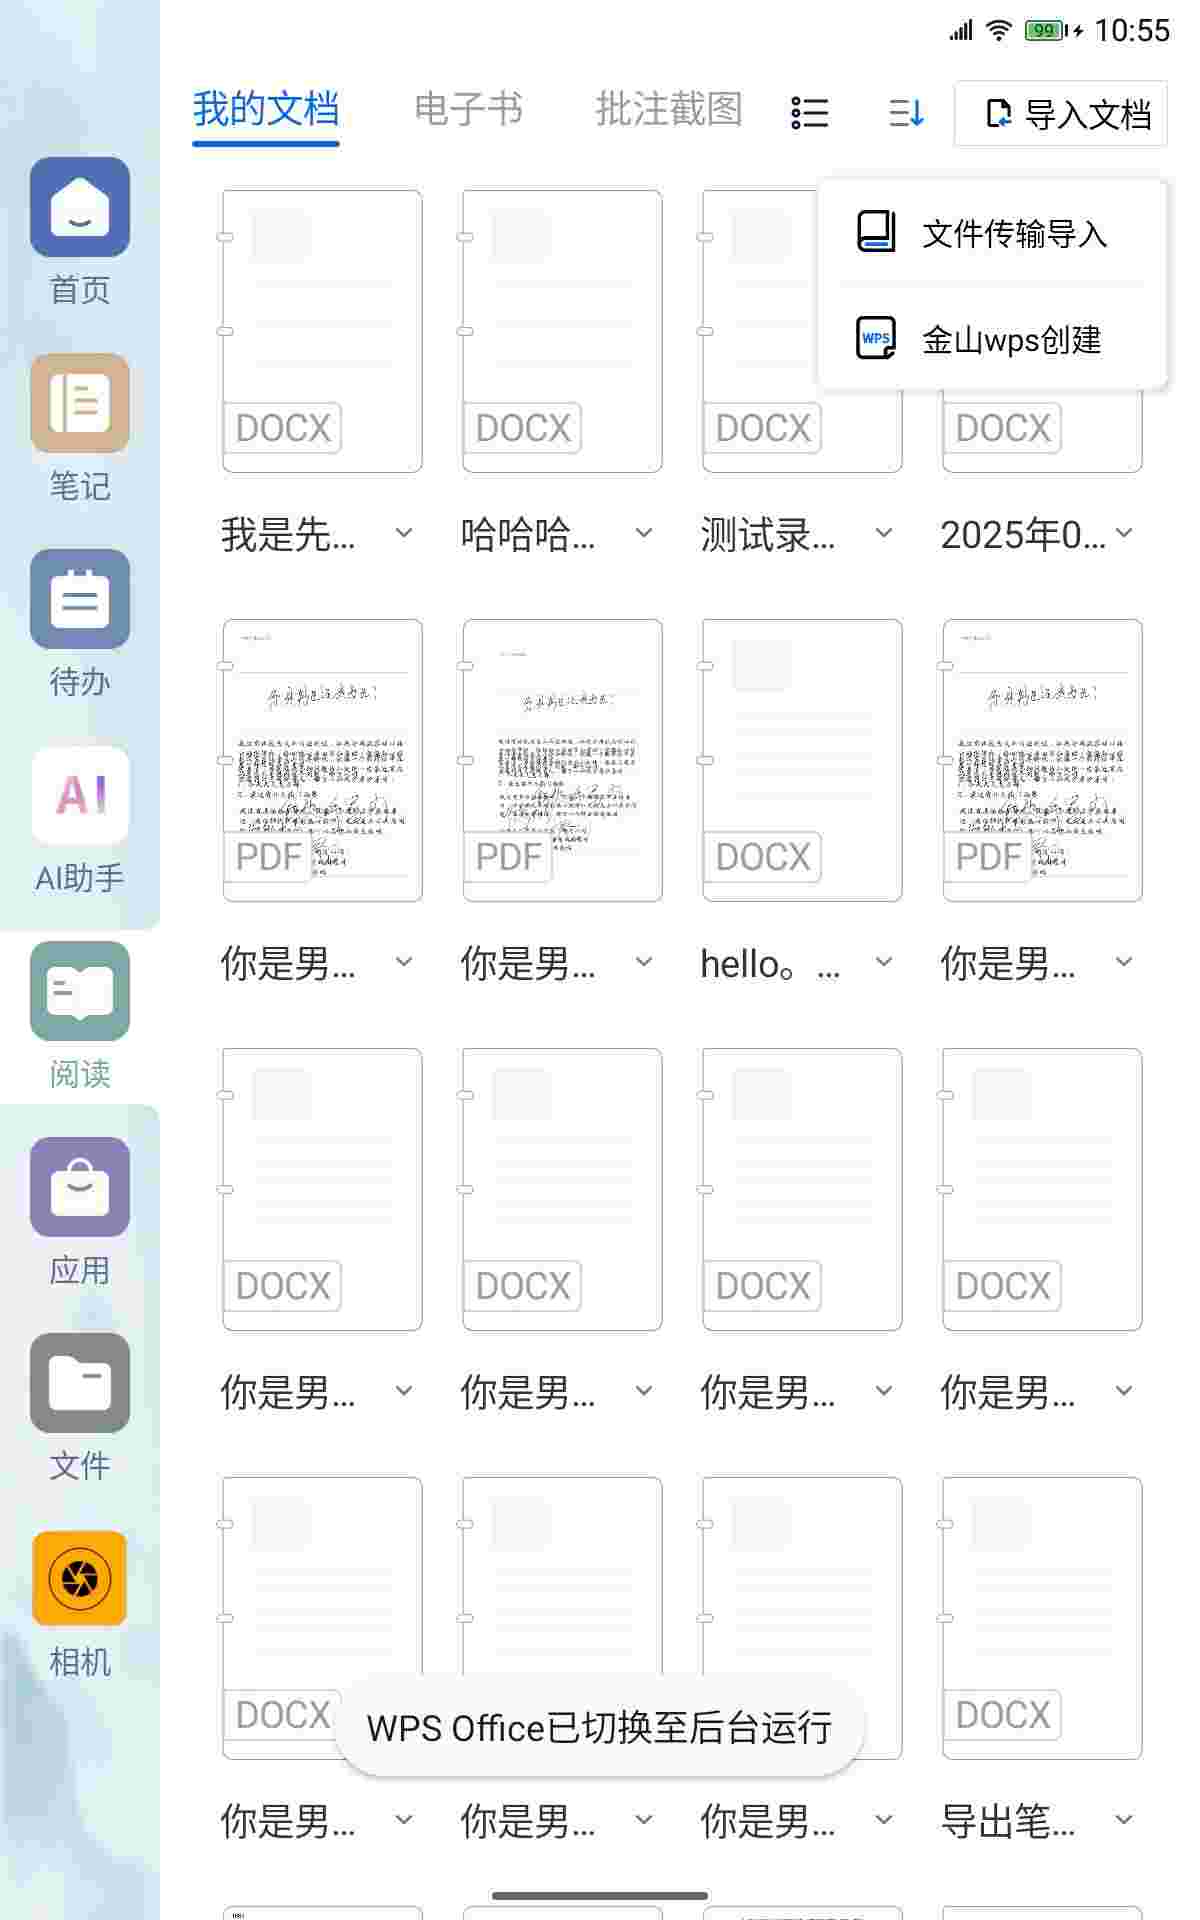 99 10:55
我的文档 电子书 批注截图 导入文档
文件传输导入
WPS 金山wps创建
首页
笔记
待办
AI
AI助手
阅读
应用
文件
相机
DOCX DOCX DOCX DOCX
我是先... 哈哈哈... 测试录... 2025年0...
PDF PDF DOCX PDF
你是男... 你是男... hello。... 你是男...
DOCX DOCX DOCX DOCX
你是男... 你是男... 你是男... 你是男...
DOCX DOCX
WPS Office已切换至后台运行
你是男... 你是男... 你是男... 导出笔...